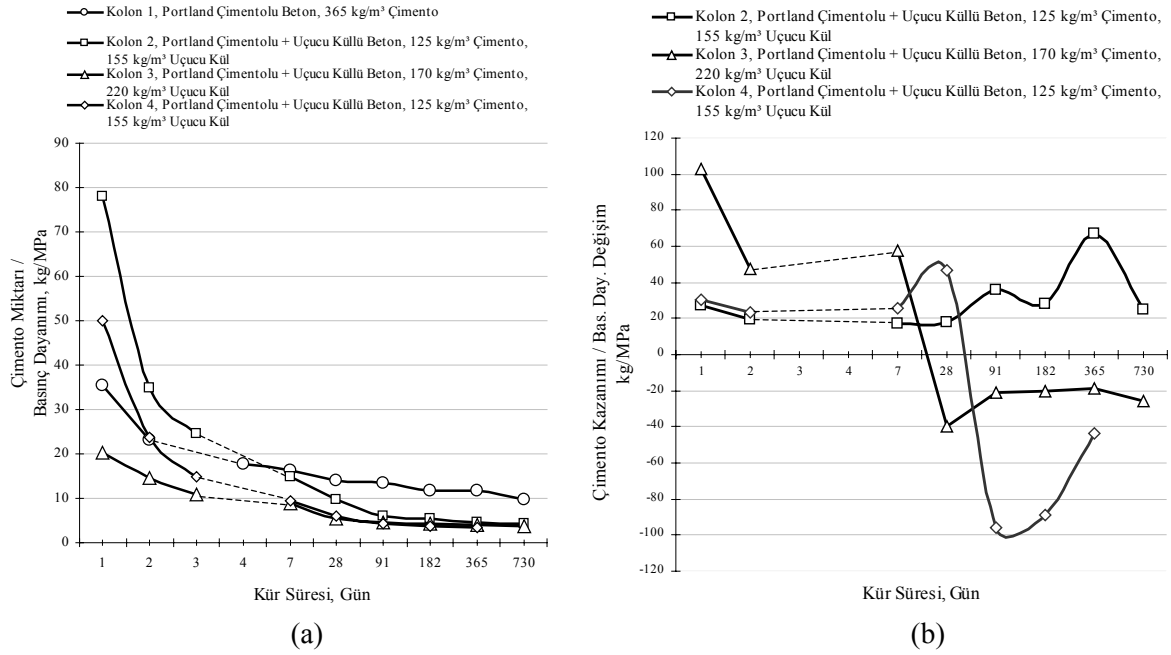 Kolon 1, Portland Çimentolu Beton, 365 kg/m³ Çimento
Kolon 2, Portland Çimentolu + Uçucu Küllü Beton, 125 kg/m³ Çimento,
155 kg/m³ Uçucu Kül
Kolon 3, Portland Çimentolu + Uçucu Küllü Beton, 170 kg/m³ Çimento,
220 kg/m³ Uçucu Kül
Kolon 4, Portland Çimentolu + Uçucu Küllü Beton, 125 kg/m³ Çimento,
155 kg/m³ Uçucu Kül
Çimento Miktarı /
Basınç Dayanımı, kg/MPa
90
80
70
60
50
40
30
20
10
0
1 2 3 4 7 28 91 182 365 730
Kür Süresi, Gün
(a)
Kolon 2, Portland Çimentolu + Uçucu Küllü Beton, 125 kg/m³ Çimento,
155 kg/m³ Uçucu Kül
Kolon 3, Portland Çimentolu + Uçucu Küllü Beton, 170 kg/m³ Çimento,
220 kg/m³ Uçucu Kül
Kolon 4, Portland Çimentolu + Uçucu Küllü Beton, 125 kg/m³ Çimento,
155 kg/m³ Uçucu Kül
Çimento Kazanımı / Bas. Day. Değişim
kg/MPa
120
100
80
60
40
20
0
-20
-40
-60
-80
-100
-120
1 2 3 4 7 28 91 182 365 730
Kür Süresi, Gün
(b)